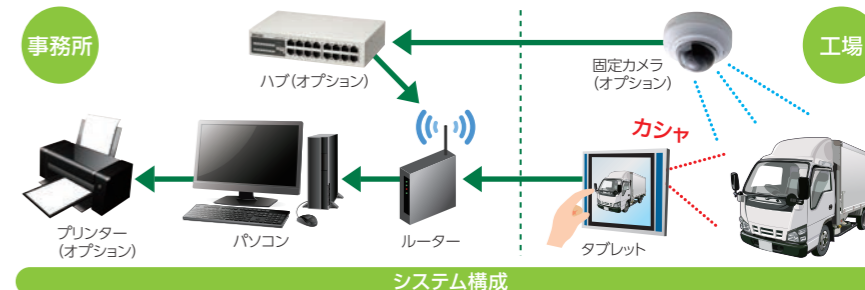 事務所
ハブ(オプション)
固定カメラ
(オプション)
工場
カシャ
プリンター
(オプション)
パソコン
ルーター
タブレット
システム構成